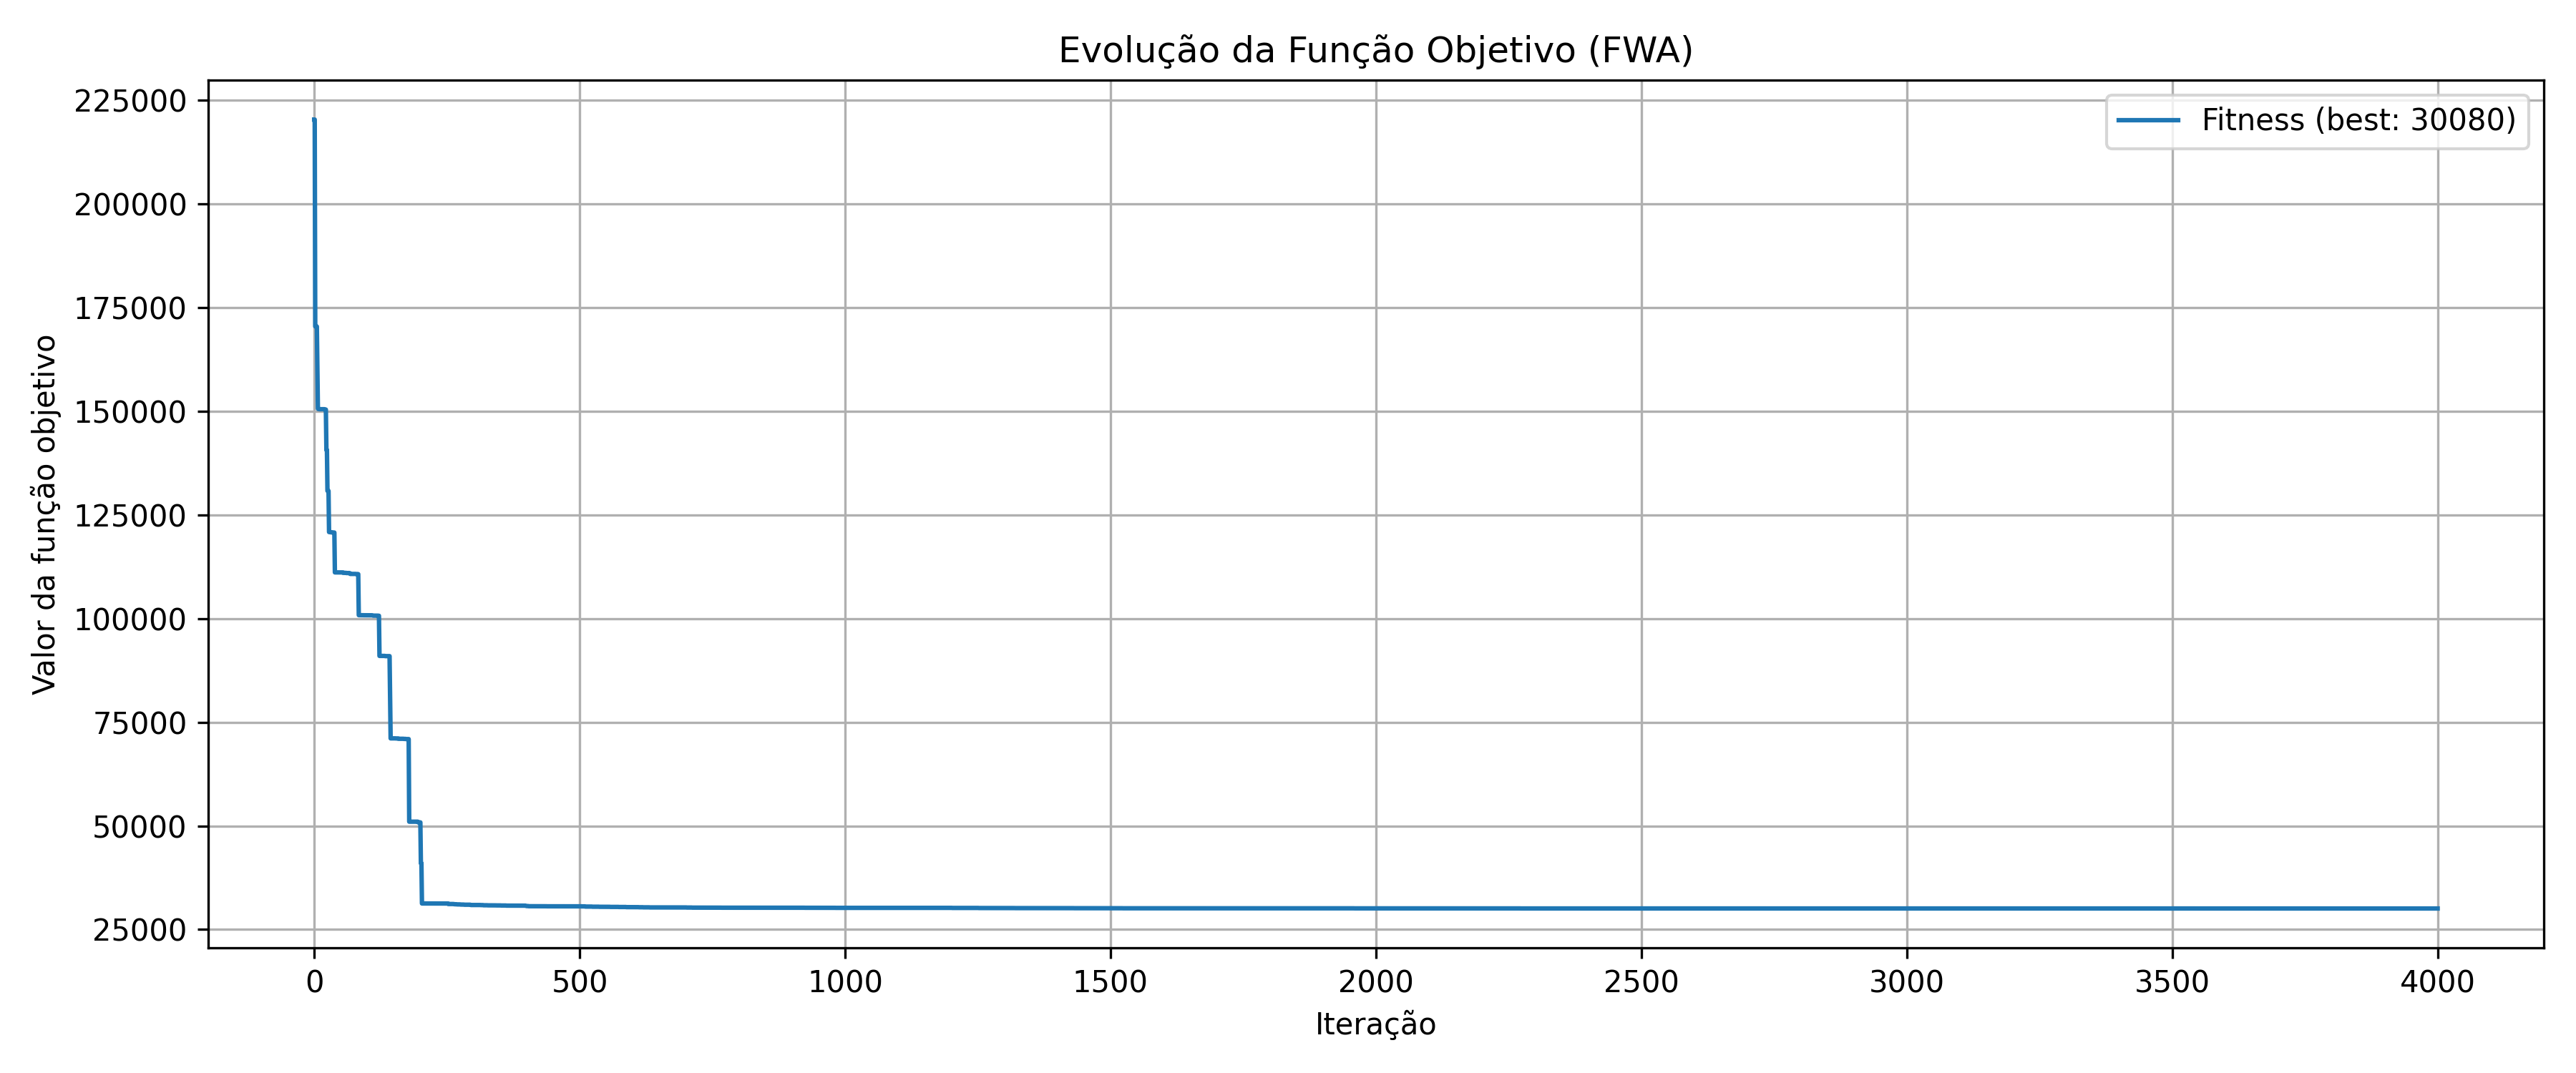 Evolução da Função Objetivo (FWA)
Fitness (best: 30080)
Valor da função objetivo
225000
200000
175000
150000
125000
100000
75000
50000
25000
0 500 1000 1500 2000 2500 3000 3500 4000
Iteração